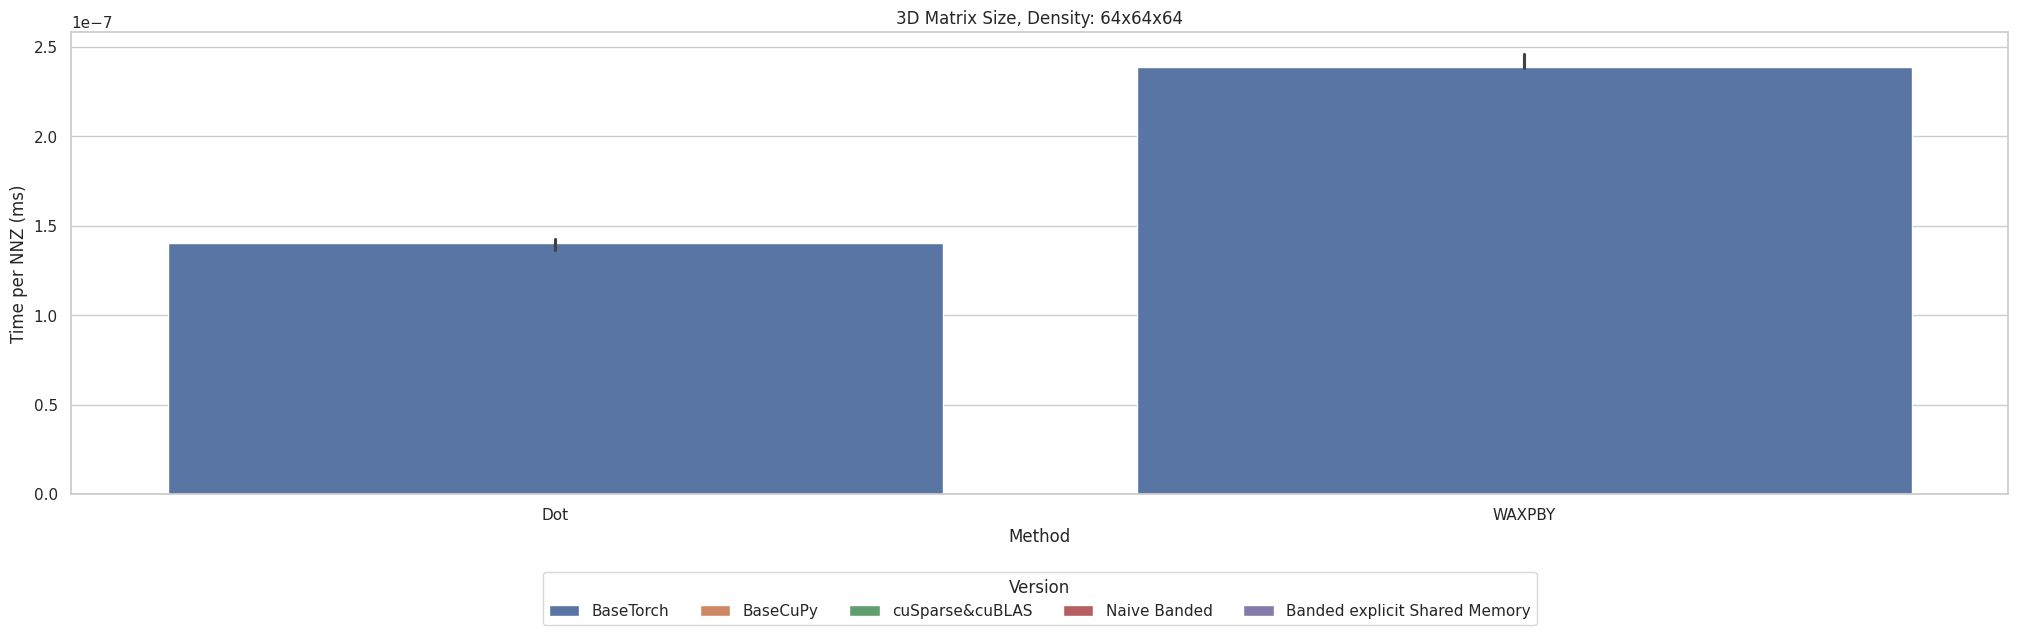 3D Matrix Size, Density: 64x64x64
1e−7
2.5
2.0
1.5
1.0
0.5
0.0
Time per NNZ (ms)
Dot WAXPBY
Method
Version
BaseTorch BaseCuPy cuSparse&cuBLAS Naive Banded Banded explicit Shared Memory